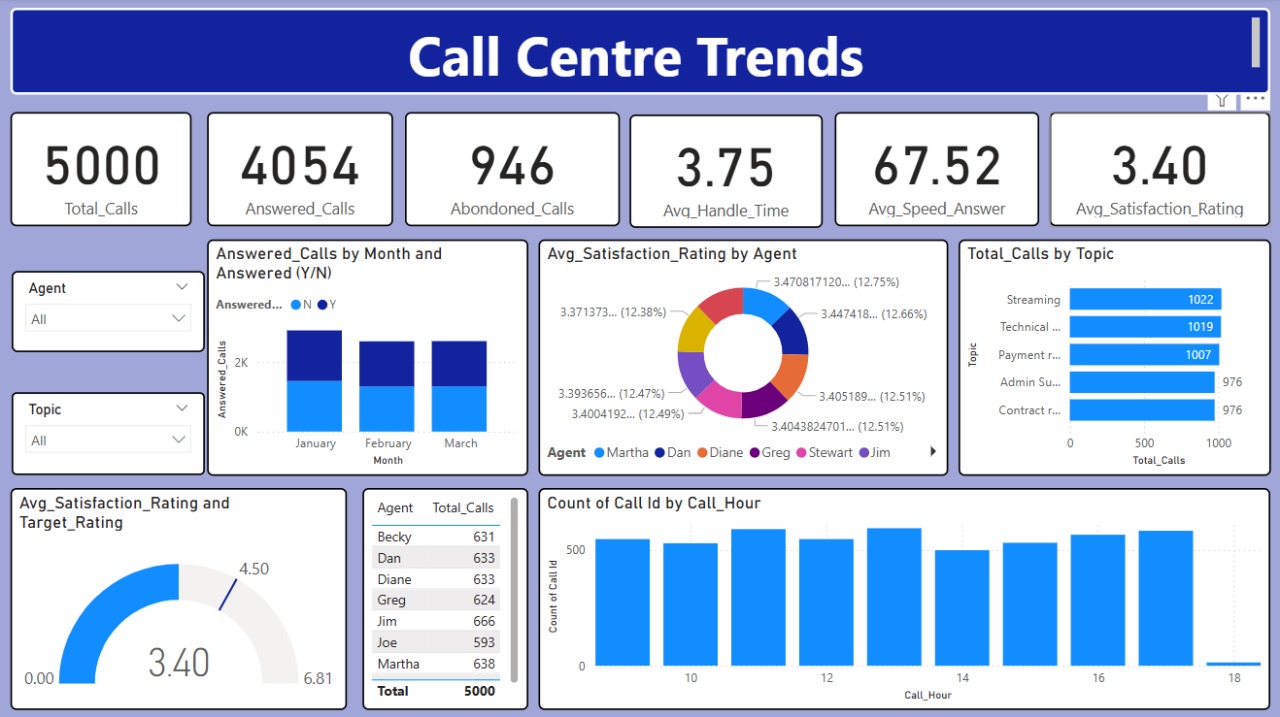 Call Centre Trends
5000
Total_Calls
4054
Answered_Calls
946
Abondoned_Calls
3.75
Avg_Handle_Time
67.52
Avg_Speed_Answer
3.40
Avg_Satisfaction_Rating
Agent
All
Topic
All
Answered_Calls by Month and
Answered (Y/N)
Answered... N Y
Answered_Calls
2K
0K
January February March
Month
Avg_Satisfaction_Rating by Agent
3.470817120... (12.75%)
3.447418... (12.66%)
3.405189... (12.51%)
3.4043824701... (12.51%)
3.4004192... (12.49%)
3.393656... (12.47%)
3.371373... (12.38%)
Agent Martha Dan Diane Greg Stewart Jim
Total_Calls by Topic
Topic
Streaming 1022
Technical ... 1019
Payment r... 1007
Admin Su... 976
Contract r... 976
0 500 1000
Total_Calls
Avg_Satisfaction_Rating and
Target_Rating
4.50
3.40
0.00 6.81
Agent Total_Calls
Becky 631
Dan 633
Diane 633
Greg 624
Jim 666
Joe 593
Martha 638
Total 5000
Count of Call Id by Call_Hour
Count of Call Id
500
0
10 12 14 16 18
Call_Hour